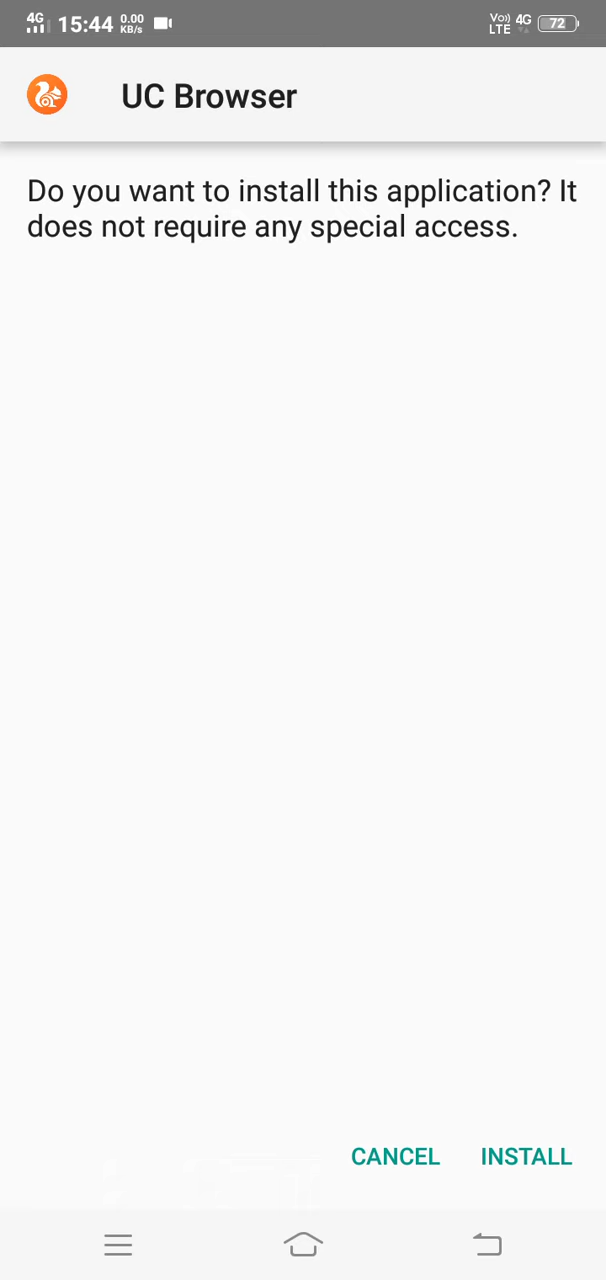 4G 15:44 0.00 KB/s Vo)) LTE 4G 72
UC Browser
Do you want to install this application? It
does not require any special access.
CANCEL INSTALL